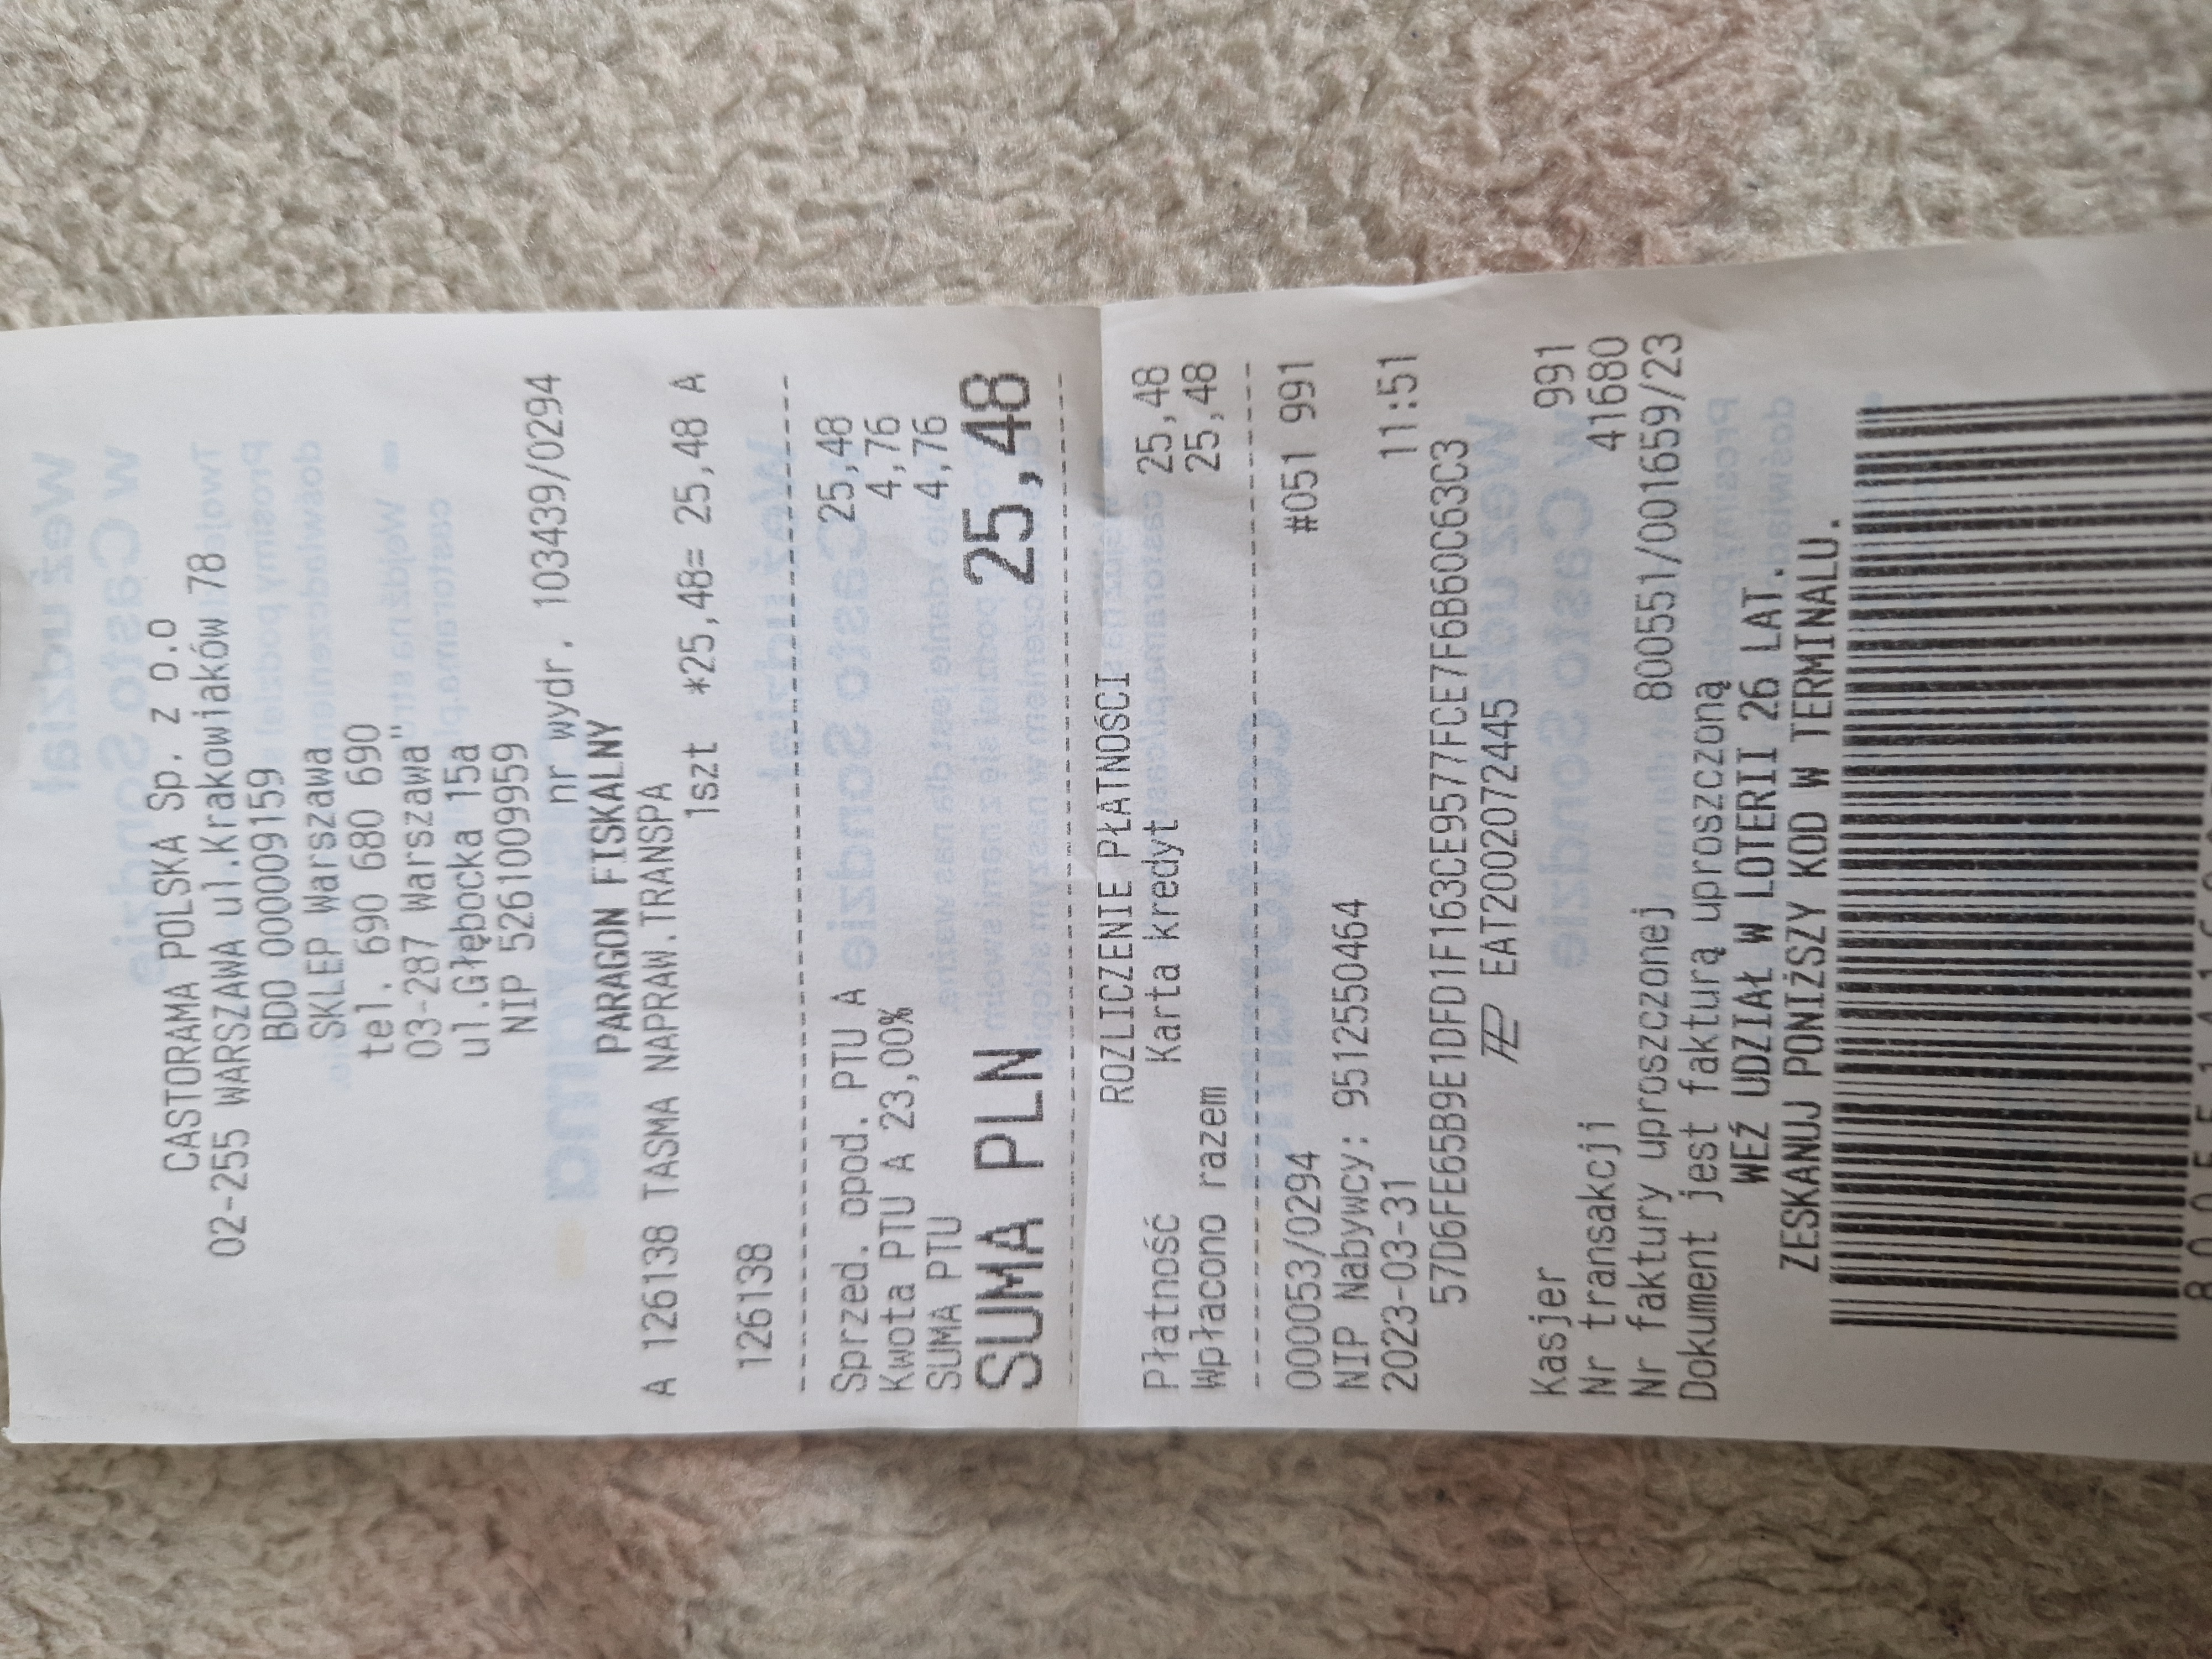 CASTORAMA POLSKA Sp. z o.o
02-255 WARSZAWA ul.Krakowiaków 78
BDO 000009159
SKLEP Warszawa
tel. 690 680 690
03-287 Warszawa"
ul.Głębocka 15a
NIP 5261009959
nr wydr. 103439/0294
PARAGON FISKALNY
A 126138 TASMA NAPRAW.TRANSPA
1szt *25,48= 25,48 A
126138
Sprzed. opod. PTU A 25,48
Kwota PTU A 23,00% 4,76
SUMA PTU 4,76
SUMA PLN 25,48
ROZLICZENIE PŁATNOŚCI
Płatność Karta kredyt 25,48
Wpłacono razem 25,48
000053/0294 #051 991
NIP Nabywcy: 9512550464
2023-03-31 11:51
57D6FE65B9E1DFD1F163CE9577FCE7F6B60C63C3
EAT2002072445
Kasjer 991
Nr transakcji 41680
Nr faktury uproszczonej 800551/001659/23
Dokument jest fakturą uproszczoną
WEŹ UDZIAŁ W LOTERII 26 LAT.
ZESKANUJ PONIŻSZY KOD W TERMINALU.